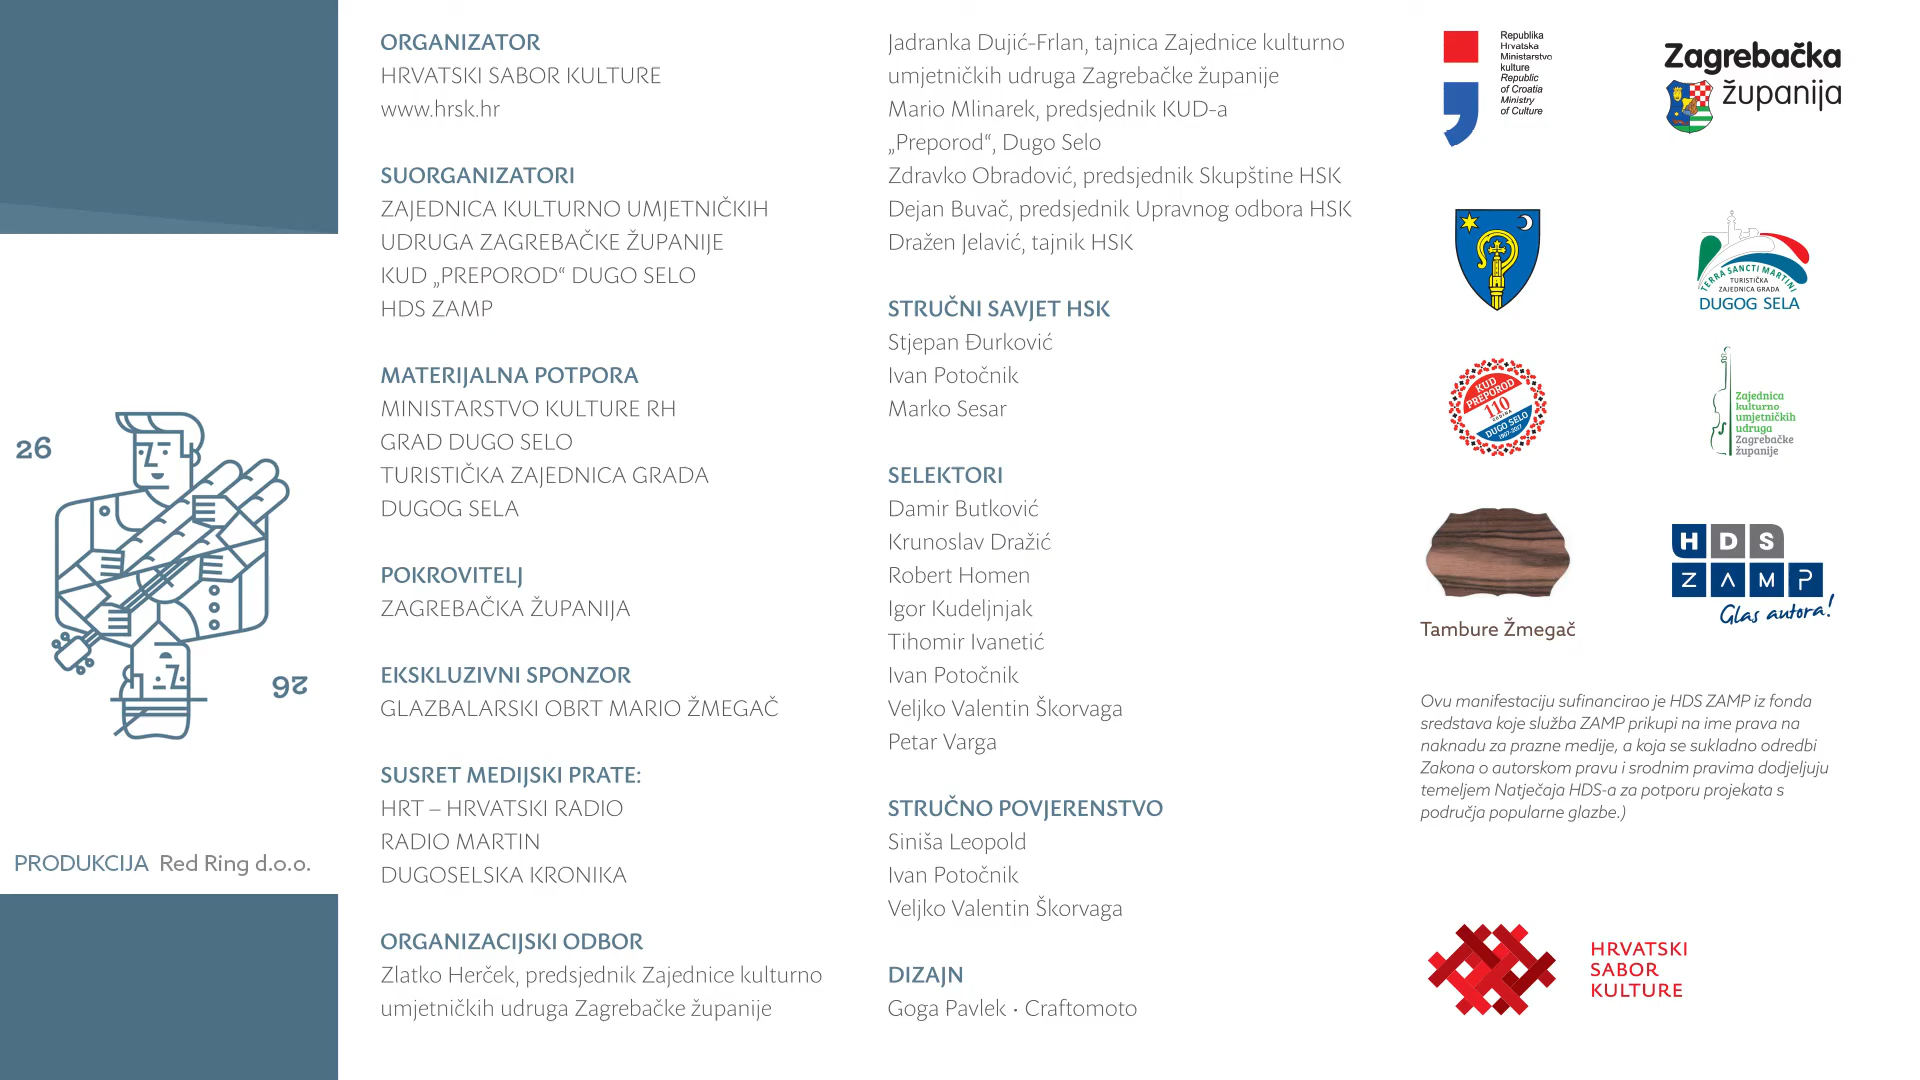 26
26
PRODUKCIJA Red Ring d.o.o.
ORGANIZATOR
HRVATSKI SABOR KULTURE
www.hrsk.hr
SUORGANIZATORI
ZAJEDNICA KULTURNO UMJETNIČKIH
UDRUGA ZAGREBAČKE ŽUPANIJE
KUD „PREPOROD“ DUGO SELO
HDS ZAMP
MATERIJALNA POTPORA
MINISTARSTVO KULTURE RH
GRAD DUGO SELO
TURISTIČKA ZAJEDNICA GRADA
DUGOG SELA
POKROVITELJ
ZAGREBAČKA ŽUPANIJA
EKSKLUZIVNI SPONZOR
GLAZBALARSKI OBRT MARIO ŽMEGAČ
SUSRET MEDIJSKI PRATE:
HRT – HRVATSKI RADIO
RADIO MARTIN
DUGOSELSKA KRONIKA
ORGANIZACIJSKI ODBOR
Zlatko Herček, predsjednik Zajednice kulturno
umjetničkih udruga Zagrebačke županije
Jadranka Dujić-Frlan, tajnica Zajednice kulturno
umjetničkih udruga Zagrebačke županije
Mario Mlinarek, predsjednik KUD-a
„Preporod“, Dugo Selo
Zdravko Obradović, predsjednik Skupštine HSK
Dejan Buvač, predsjednik Upravnog odbora HSK
Dražen Jelavić, tajnik HSK
STRUČNI SAVJET HSK
Stjepan Đurković
Ivan Potočnik
Marko Sesar
SELEKTORI
Damir Butković
Krunoslav Dražić
Robert Homen
Igor Kudeljnjak
Tihomir Ivanetić
Ivan Potočnik
Veljko Valentin Škorvaga
Petar Varga
STRUČNO POVJERENSTVO
Siniša Leopold
Ivan Potočnik
Veljko Valentin Škorvaga
DIZAJN
Goga Pavlek • Craftomoto
Republika
Hrvatska
Ministarstvo
kulture
Republic
of Croatia
Ministry
of Culture
Zagrebačka
županija
TERRA SANCTI MARTINI
TURISTIČKA
ZAJEDNICA GRADA
DUGOG SELA
KUD
PREPOROD
110
GODINA
DUGO SELO
1907-2017
Zajednica
kulturno
umjetničkih
udruga
Zagrebačke
županije
Tambure Žmegač
HDS
ZAMP
Glas autora!
Ovu manifestaciju sufinancirao je HDS ZAMP iz fonda
sredstava koje služba ZAMP prikupi na ime prava na
naknadu za prazne medije, a koja se sukladno odredbi
Zakona o autorskom pravu i srodnim pravima dodjeljuju
temeljem Natječaja HDS-a za potporu projekata s
područja popularne glazbe.)
HRVATSKI
SABOR
KULTURE